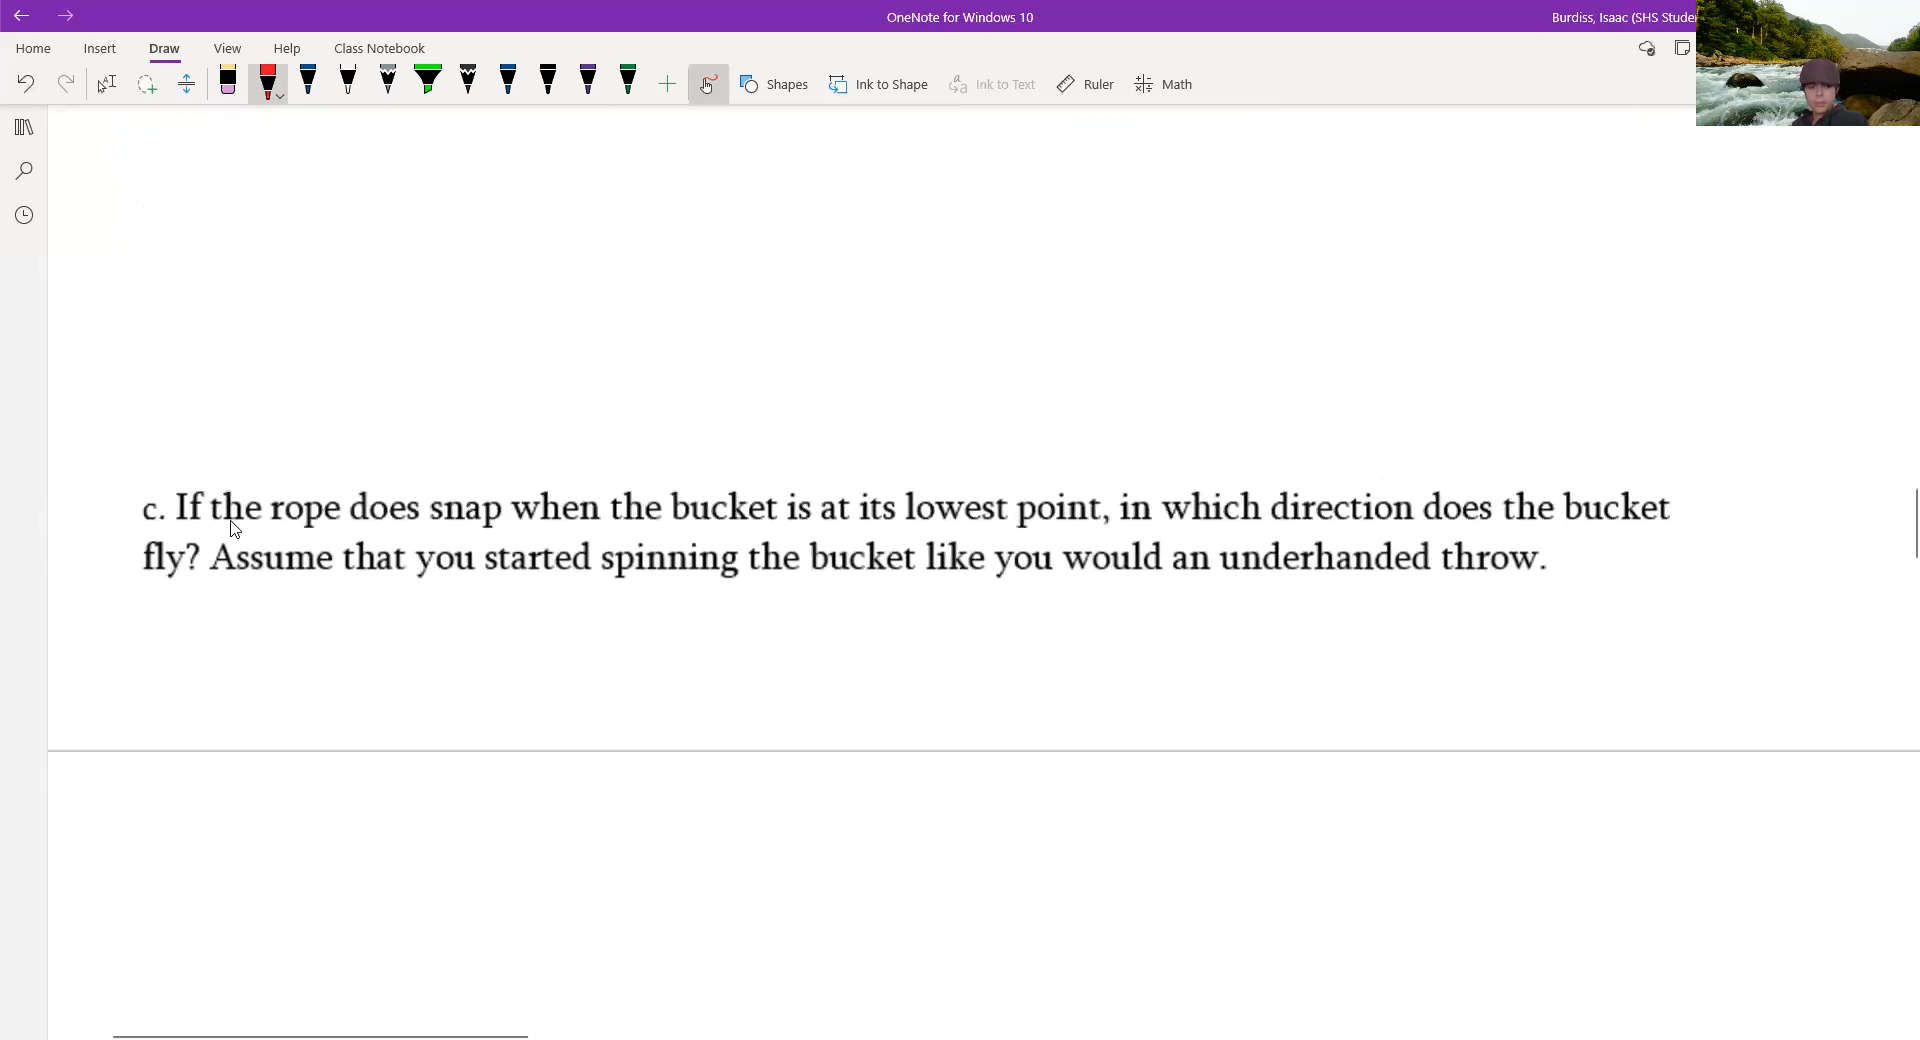 OneNote for Windows 10
Burdiss, Isaac (SHS Stude
Home Insert Draw View Help Class Notebook
Shapes Ink to Shape Ink to Text Ruler Math
c. If the rope does snap when the bucket is at its lowest point, in which direction does the bucket
fly? Assume that you started spinning the bucket like you would an underhanded throw.